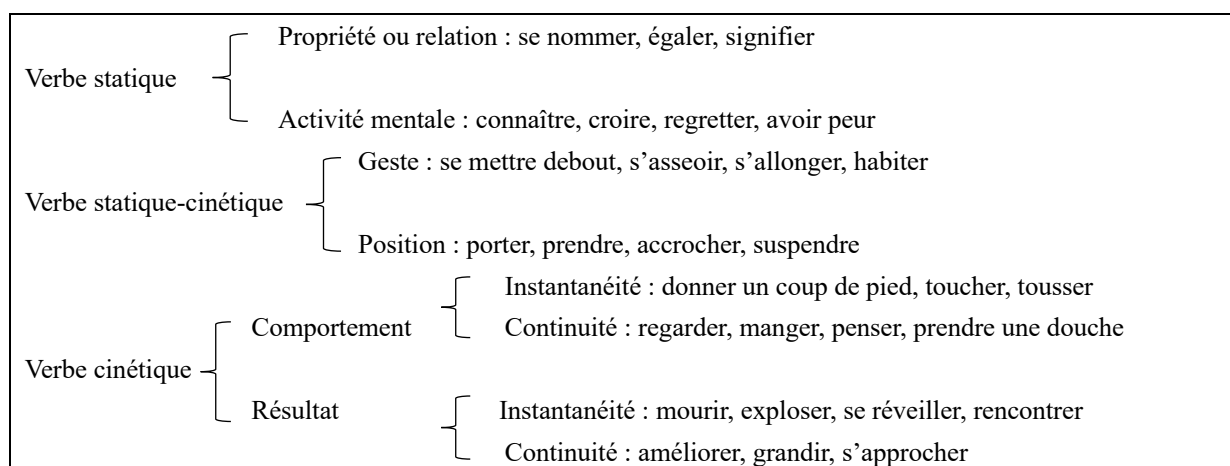 Propriété ou relation : se nommer, égaler, signifier
Verbe statique
Activité mentale : connaître, croire, regretter, avoir peur
Geste : se mettre debout, s’asseoir, s’allonger, habiter
Verbe statique-cinétique
Position : porter, prendre, accrocher, suspendre
Instantanéité : donner un coup de pied, toucher, tousser
Comportement
Continuité : regarder, manger, penser, prendre une douche
Verbe cinétique
Résultat
Instantanéité : mourir, exploser, se réveiller, rencontrer
Continuité : améliorer, grandir, s’approcher